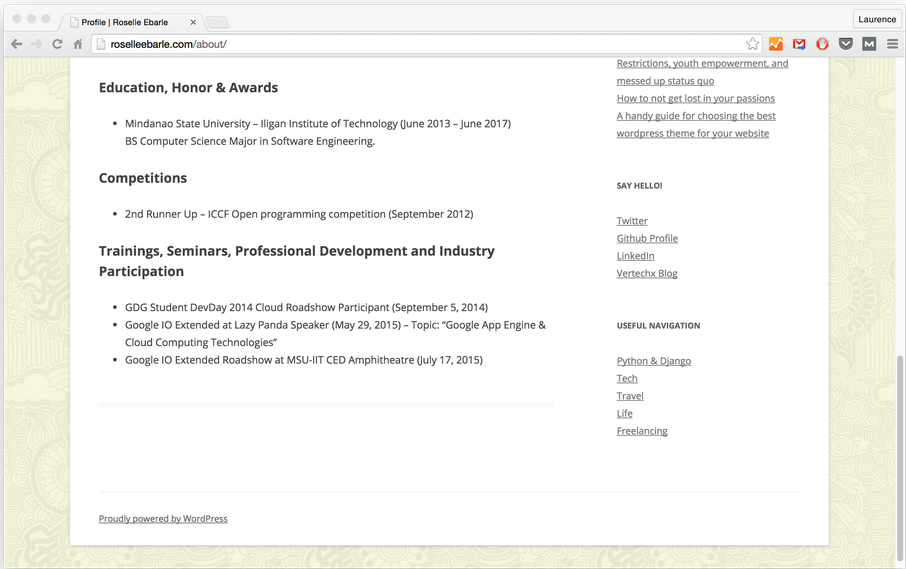 Profile | Roselle Ebarle
Laurence
roselleebarle.com/about/
Education, Honor & Awards
Mindanao State University – Iligan Institute of Technology (June 2013 – June 2017)
BS Computer Science Major in Software Engineering.
Competitions
2nd Runner Up – ICCF Open programming competition (September 2012)
Trainings, Seminars, Professional Development and Industry
Participation
GDG Student DevDay 2014 Cloud Roadshow Participant (September 5, 2014)
Google IO Extended at Lazy Panda Speaker (May 29, 2015) – Topic: “Google App Engine &
Cloud Computing Technologies”
Google IO Extended Roadshow at MSU-IIT CED Amphitheatre (July 17, 2015)
Restrictions, youth empowerment, and
messed up status quo
How to not get lost in your passions
A handy guide for choosing the best
wordpress theme for your website
SAY HELLO!
Twitter
Github Profile
LinkedIn
Vertechx Blog
USEFUL NAVIGATION
Python & Django
Tech
Travel
Life
Freelancing
Proudly powered by WordPress